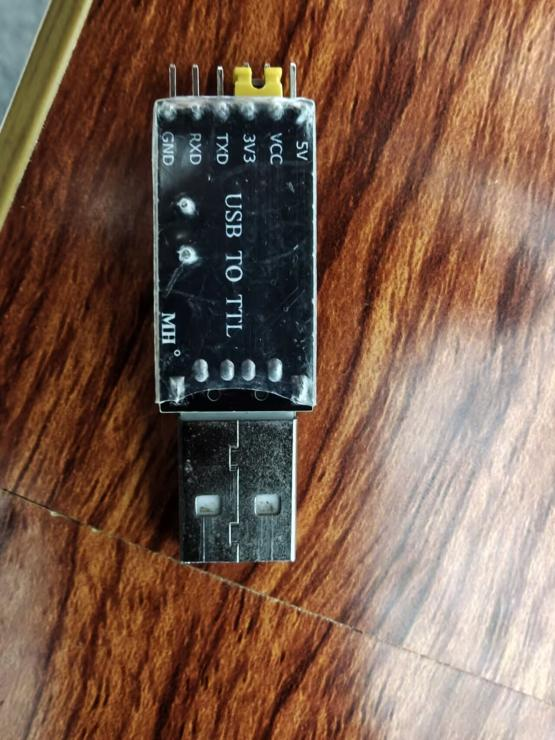 GND
RXD
TXD
3V3
VCC
5V
USB TO TTL
MH